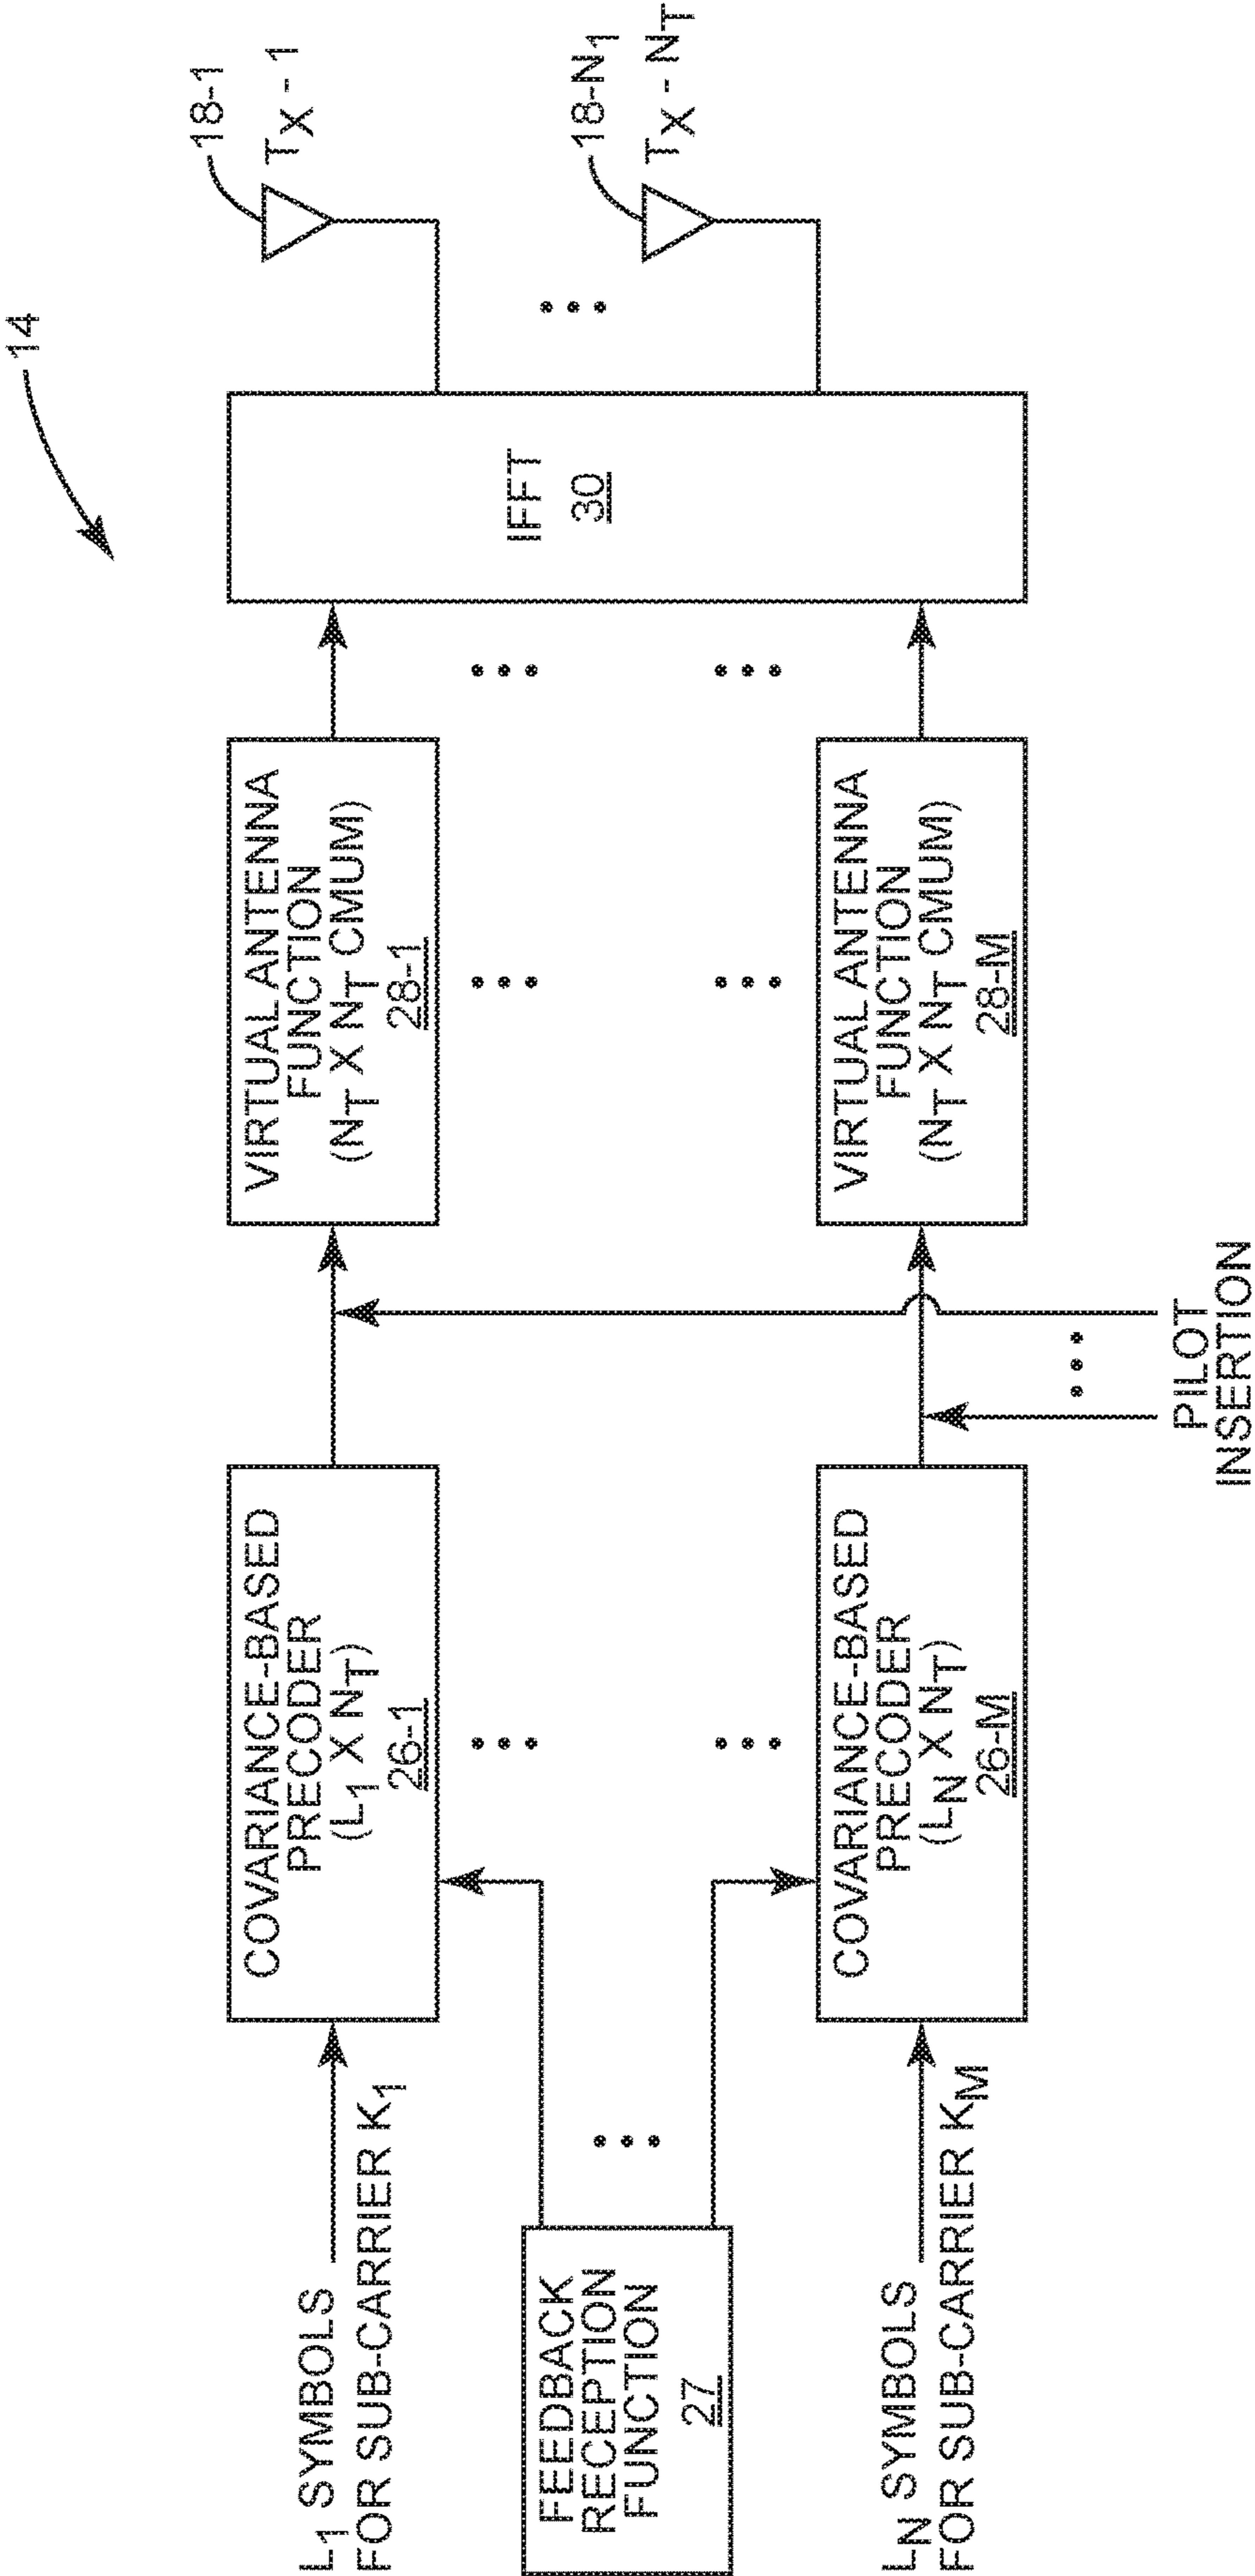 14
L1 SYMBOLS
FOR SUB-CARRIER K1
COVARIANCE-BASED
PRECODER
(L1 X NT)
26-1
VIRTUAL ANTENNA
FUNCTION
(NT X NT CMUM)
28-1
IFFT
30
18-1
TX - 1
18-N1
TX - NT
FEEDBACK
RECEPTION
FUNCTION
27
LN SYMBOLS
FOR SUB-CARRIER KM
COVARIANCE-BASED
PRECODER
(LN X NT)
26-M
VIRTUAL ANTENNA
FUNCTION
(NT X NT CMUM)
28-M
PILOT
INSERTION